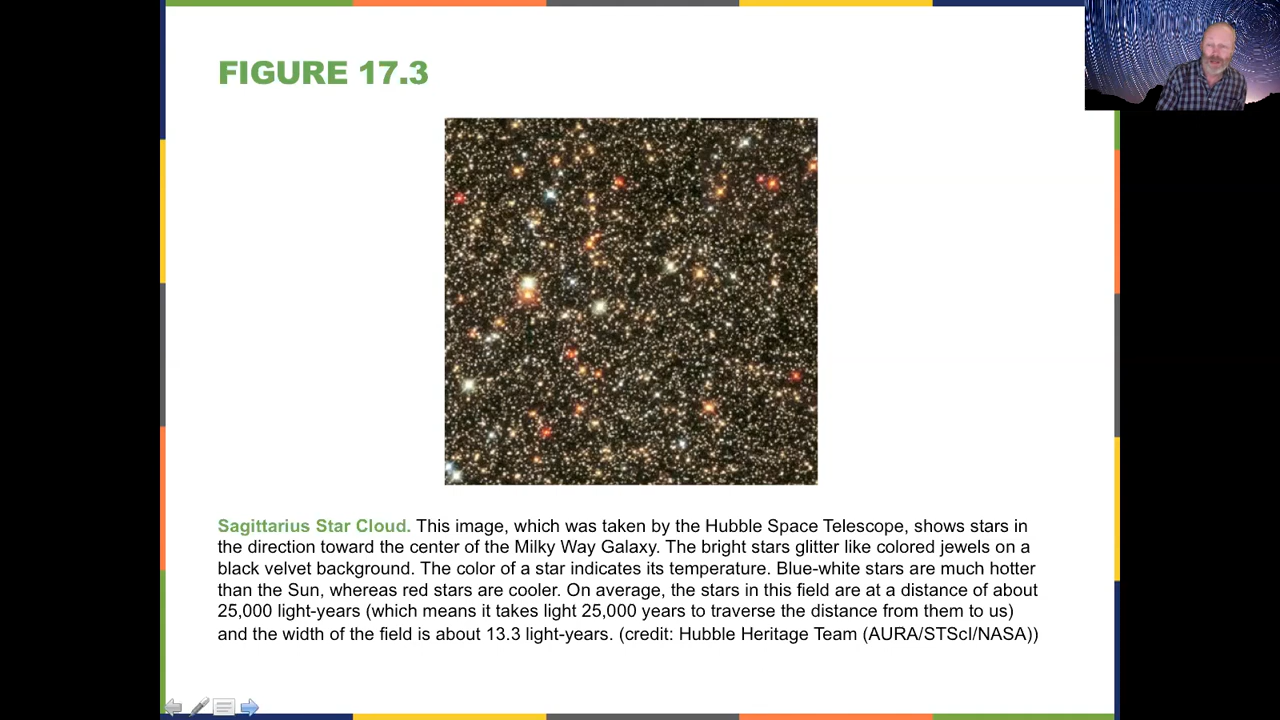 FIGURE 17.3
Sagittarius Star Cloud. This image, which was taken by the Hubble Space Telescope, shows stars in
the direction toward the center of the Milky Way Galaxy. The bright stars glitter like colored jewels on a
black velvet background. The color of a star indicates its temperature. Blue-white stars are much hotter
than the Sun, whereas red stars are cooler. On average, the stars in this field are at a distance of about
25,000 light-years (which means it takes light 25,000 years to traverse the distance from them to us)
and the width of the field is about 13.3 light-years. (credit: Hubble Heritage Team (AURA/STScI/NASA))